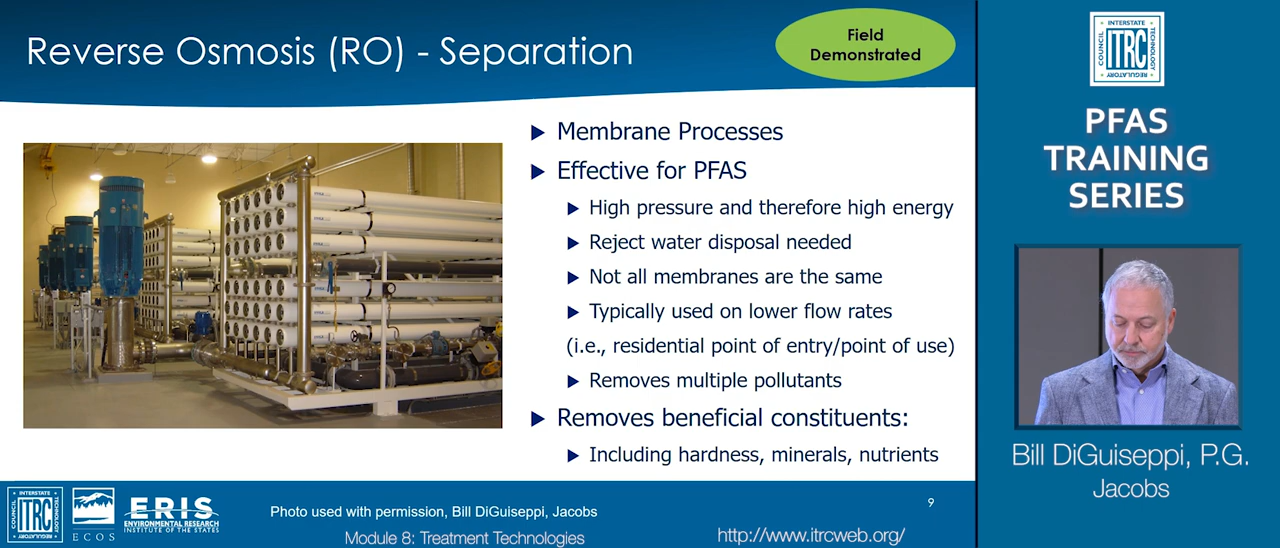 Reverse Osmosis (RO) - Separation
Field
Demonstrated
Membrane Processes
Effective for PFAS
High pressure and therefore high energy
Reject water disposal needed
Not all membranes are the same
Typically used on lower flow rates
(i.e., residential point of entry/point of use)
Removes multiple pollutants
Removes beneficial constituents:
Including hardness, minerals, nutrients
INTERSTATE
COUNCIL
ITRC
TECHNOLOGY
REGULATORY
ECOS
ERIS
ENVIRONMENTAL RESEARCH
INSTITUTE OF THE STATES
Photo used with permission, Bill DiGuiseppi, Jacobs
Module 8: Treatment Technologies
http://www.itrcweb.org/
9
INTERSTATE
COUNCIL
ITRC
TECHNOLOGY
REGULATORY
PFAS
TRAINING
SERIES
Bill DiGuiseppi, P.G.
Jacobs